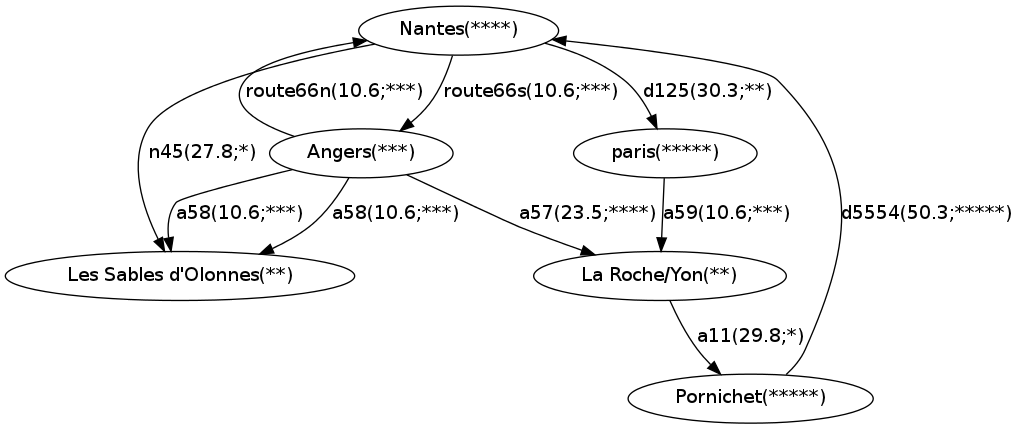 Nantes(****)
route66n(10.6;***)
route66s(10.6;***)
d125(30.3;**)
n45(27.8;*)
Angers(***)
paris(*****)
a58(10.6;***)
a58(10.6;***)
a57(23.5;****)
a59(10.6;***)
d5554(50.3;*****)
Les Sables d'Olonnes(**)
La Roche/Yon(**)
a11(29.8;*)
Pornichet(*****)